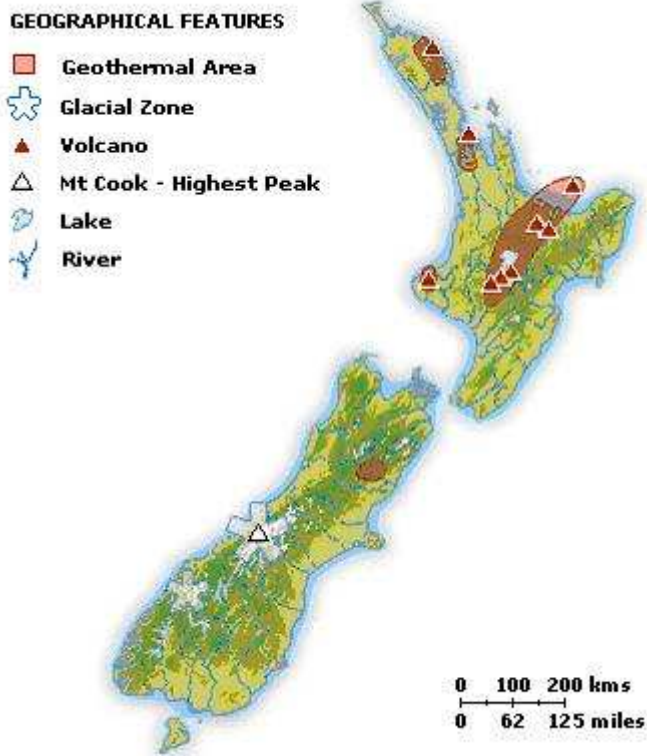 GEOGRAPHICAL FEATURES
Geothermal Area
Glacial Zone
Volcano
Mt Cook - Highest Peak
Lake
River
0 100 200 kms
0 62 125 miles